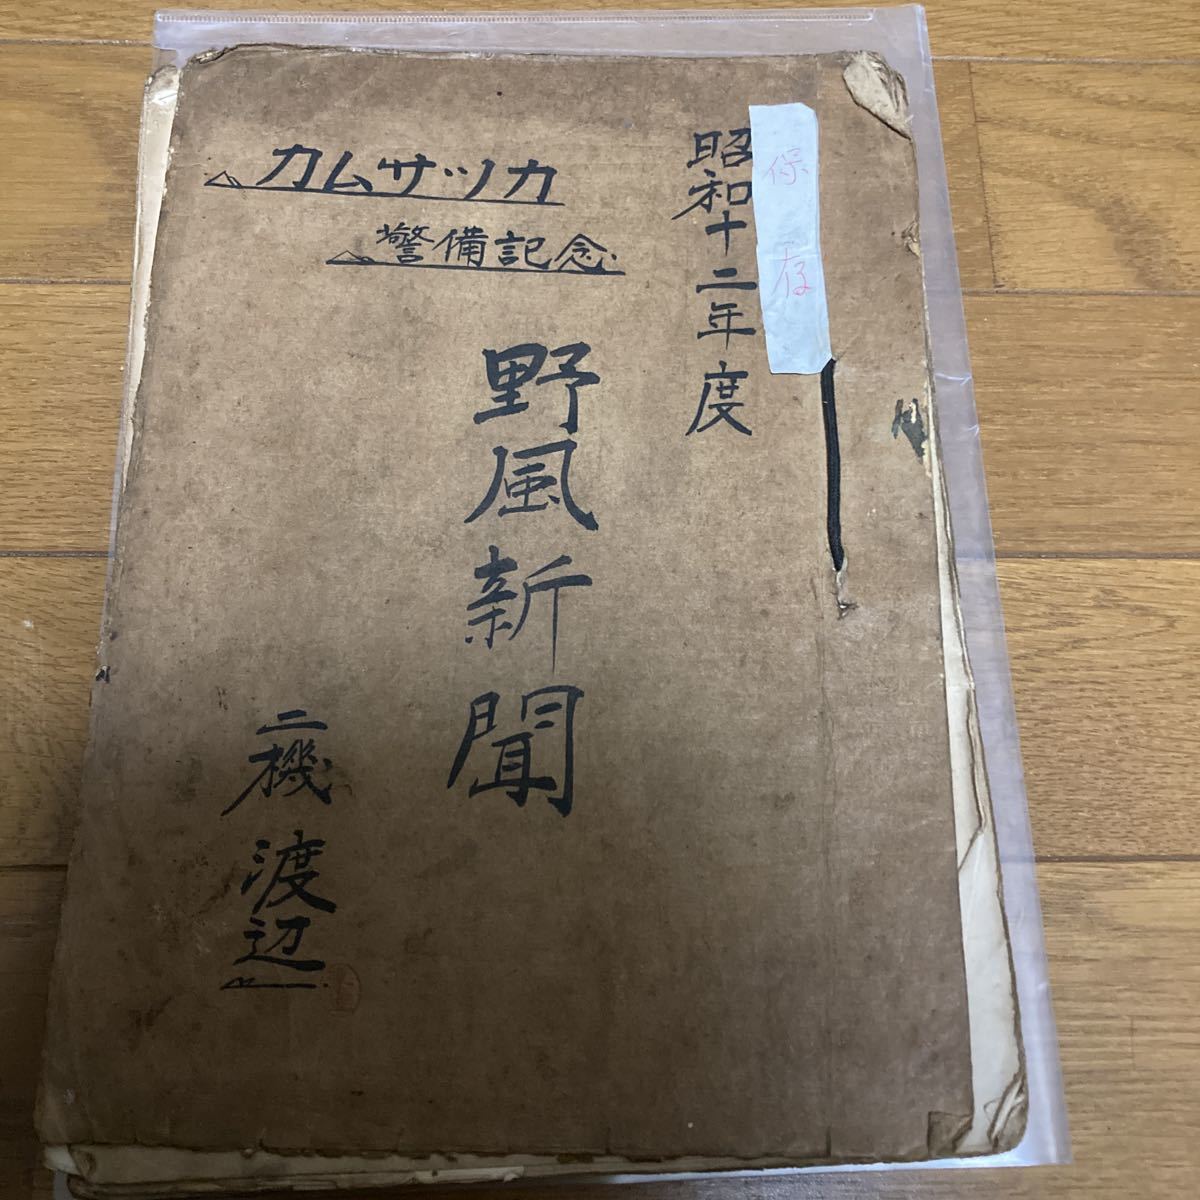 昭和十二年度
保存
カムサツカ
警備記念
野風新聞
二機 渡辺